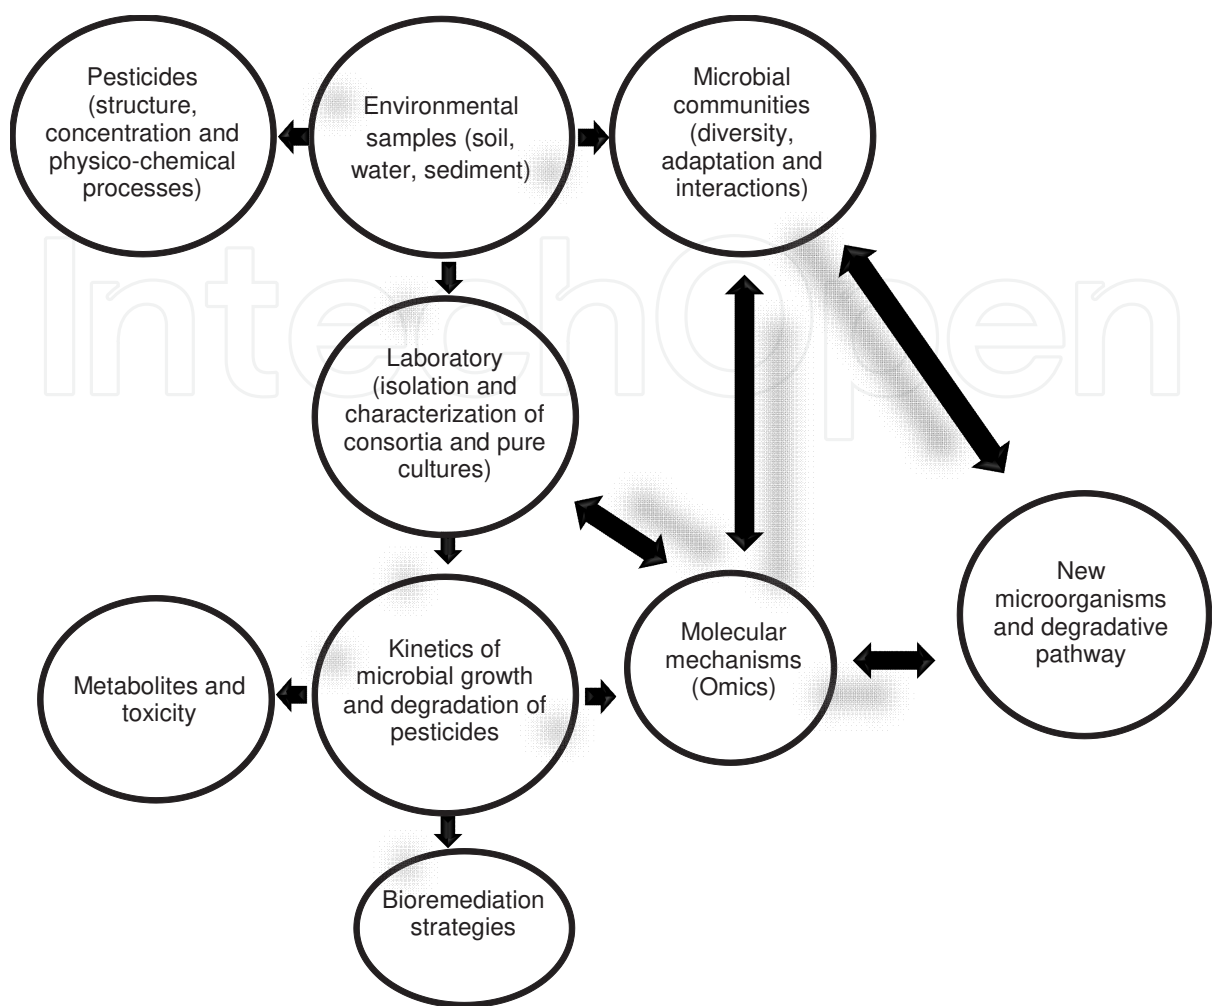 Pesticides
(structure,
concentration and
physico-chemical
processes)
Environmental
samples (soil,
water, sediment)
Microbial
communities
(diversity,
adaptation and
interactions)
IntechOpen
Laboratory
(isolation and
characterization of
consortia and pure
cultures)
New
microorganisms
and degradative
pathway
Metabolites and
toxicity
Kinetics of
microbial growth
and degradation of
pesticides
Molecular
mechanisms
(Omics)
Bioremediation
strategies